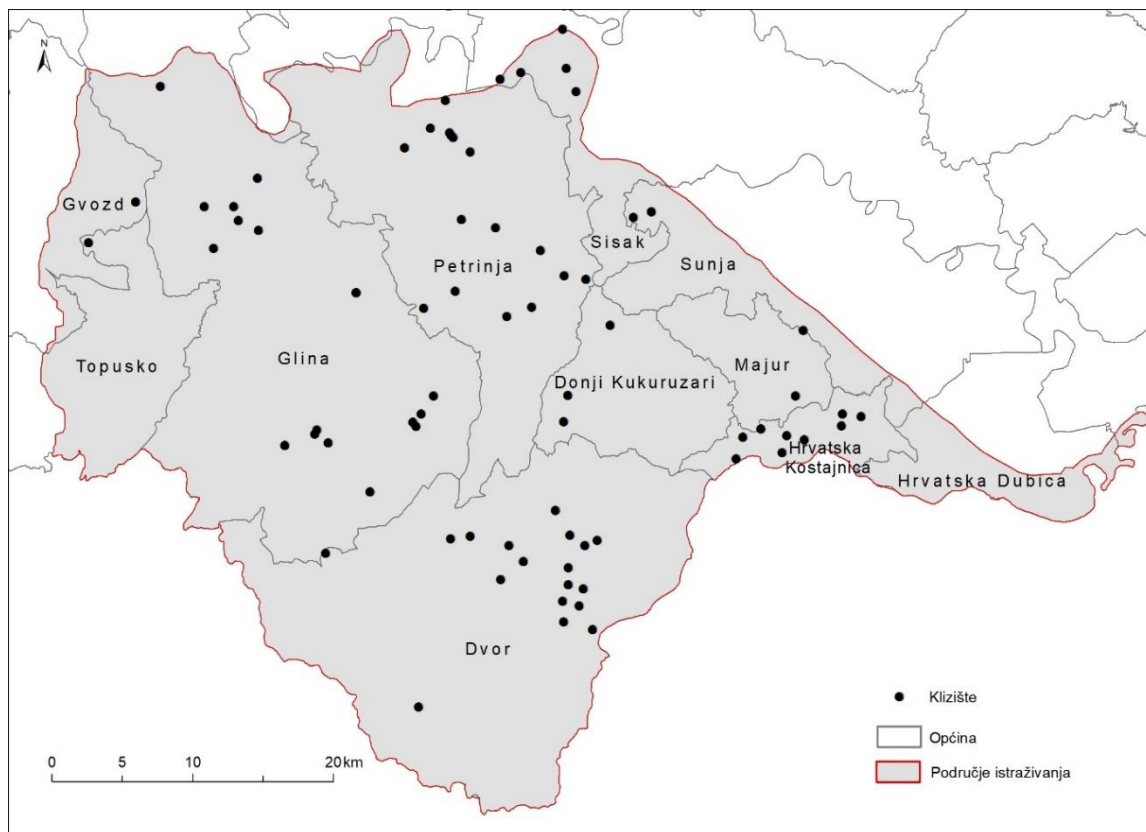 N
Gvozd
Sisak
Sunja
Petrinja
Topusko
Glina
Majur
Donji Kukuruzari
Hrvatska
Kostajnica
Hrvatska Dubica
Dvor
Klizište
Općina
Područje istraživanja
0 5 10 20 km